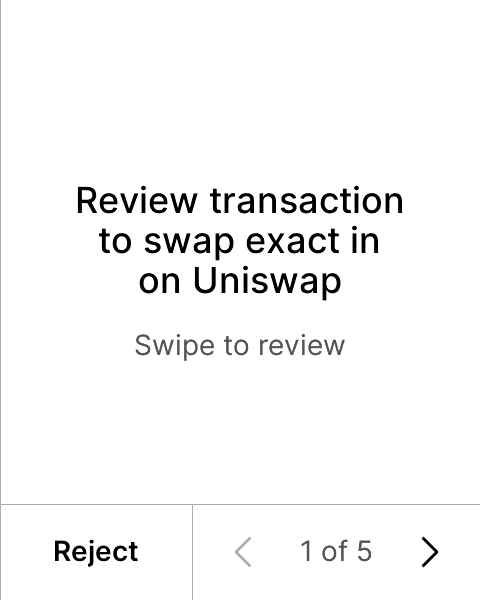 Review transaction
to swap exact in
on Uniswap
Swipe to review
Reject
1 of 5